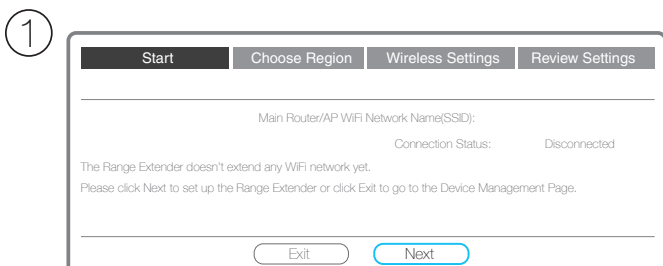 1
Start Choose Region Wireless Settings Review Settings
Main Router/AP WiFi Network Name(SSID):
Connection Status: Disconnected
The Range Extender doesn't extend any WiFi network yet.
Please click Next to set up the Range Extender or click Exit to go to the Device Management Page.
Exit Next